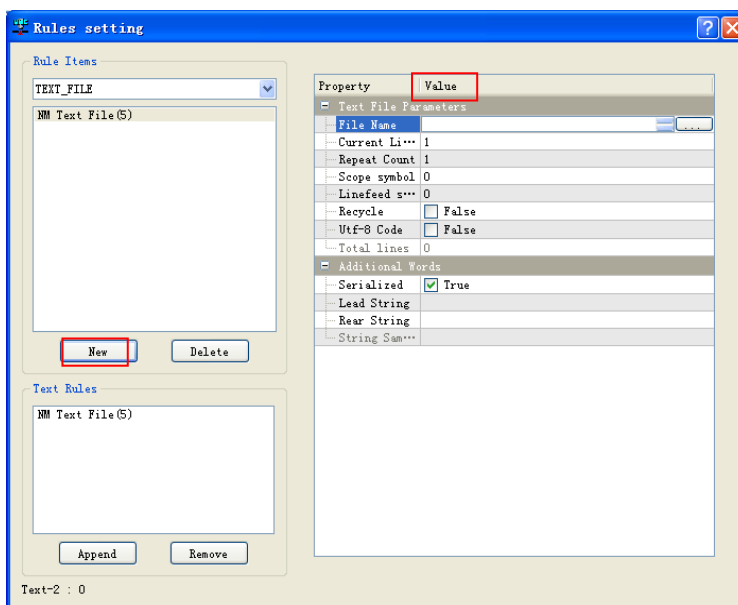 Rules setting
Rule Items
TEXT_FILE
NM Text File(5)
New Delete
Text Rules
NM Text File(5)
Append Remove
Text-2 : 0
Property Value
Text File Parameters
File Name ...
Current Li··· 1
Repeat Count 1
Scope symbol 0
Linefeed s··· 0
Recycle False
Utf-8 Code False
Total lines 0
Additional Words
Serialized True
Lead String
Rear String
String Sam···